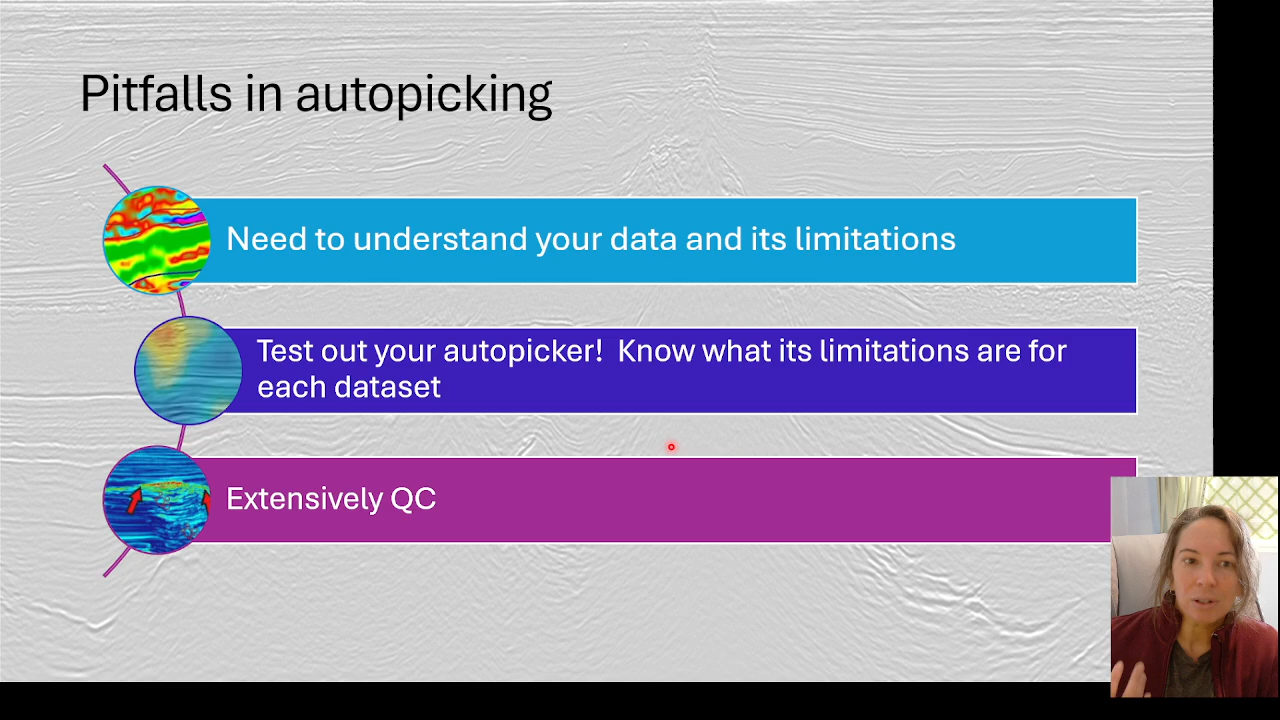 Pitfalls in autopicking
Need to understand your data and its limitations
Test out your autopicker!  Know what its limitations are for
each dataset
Extensively QC